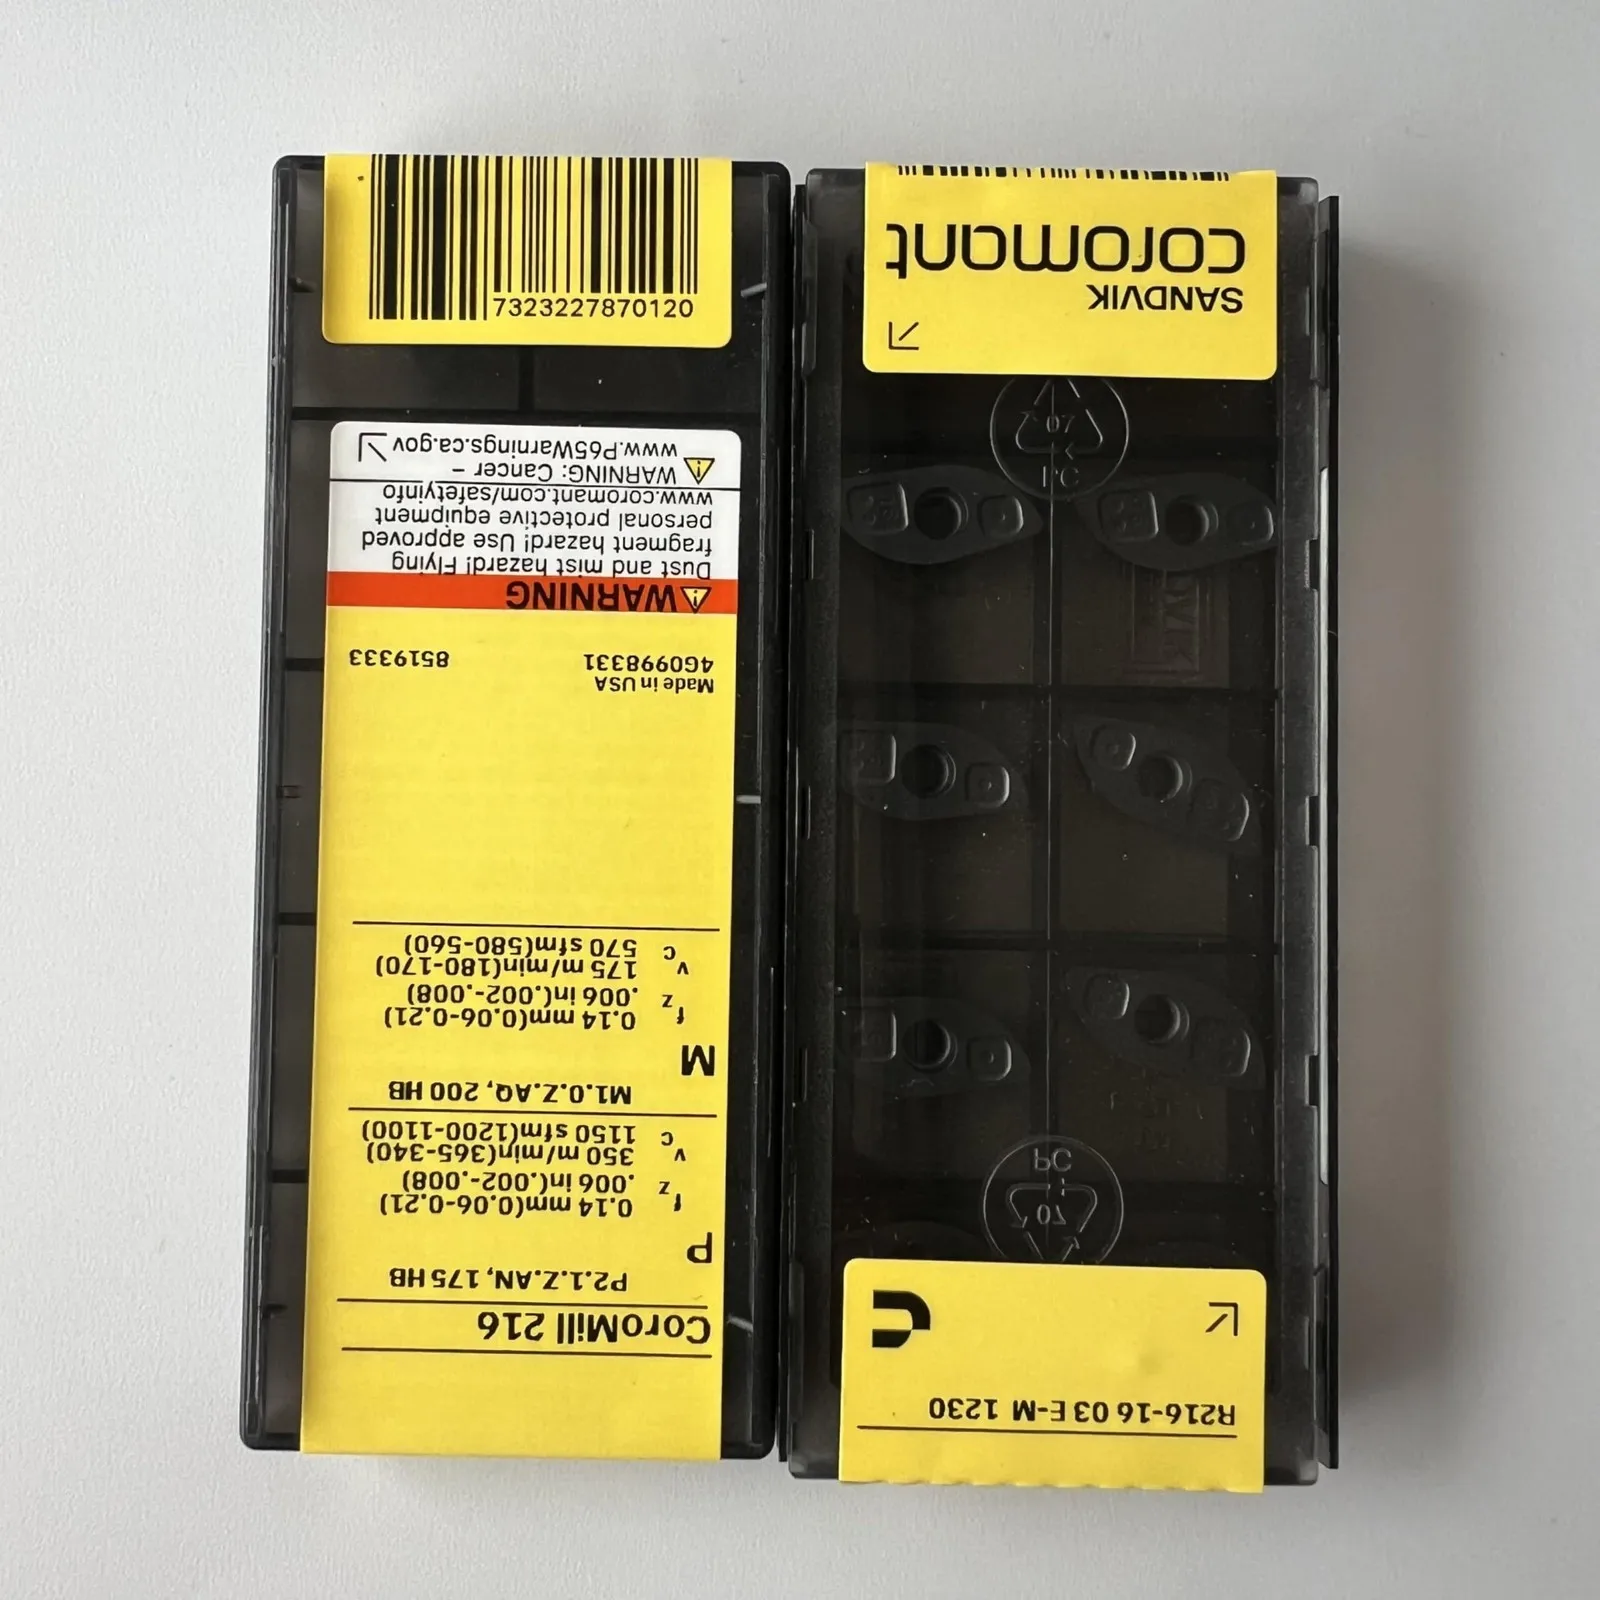 7323227870120
⚠WARNING
Dust and mist hazard! Flying
fragment hazard! Use approved
personal protective equipment
www.coromant.com/safetyinfo
⚠WARNING: Cancer -
www.P65Warnings.ca.gov
CoroMill 216
P2.1.Z.AN, 175 HB
P
fz 0.14 mm(0.06-0.21)
.006 in(.002-.008)
vc 350 m/min(365-340)
1150 sfm(1200-1100)
M1.0.Z.AQ, 200 HB
M
fz 0.14 mm(0.06-0.21)
.006 in(.002-.008)
vc 175 m/min(180-170)
570 sfm(580-560)
Made in USA
4G0998331 8519333
SANDVIK
coromant
07
PC
PC
07
R216-16 03 E-M 1230